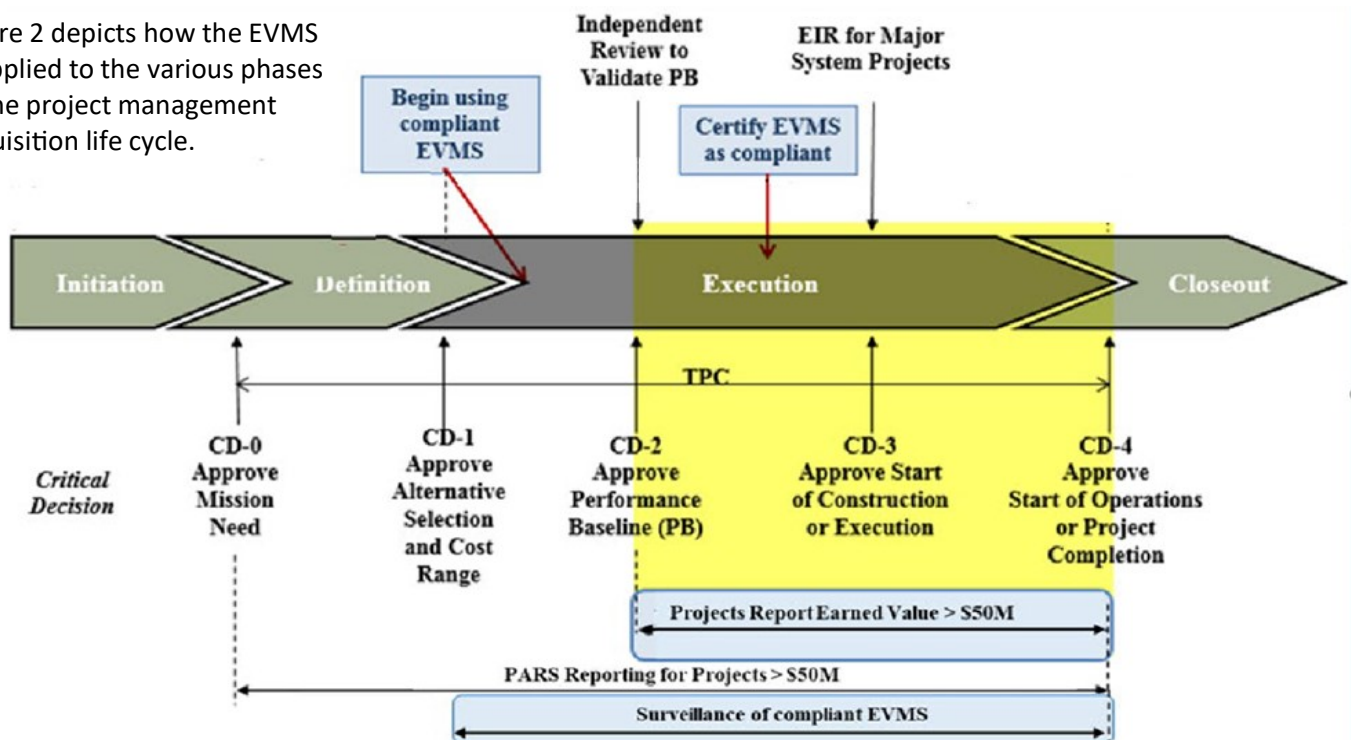 re 2 depicts how the EVMS
pplied to the various phases
he project management
uisition life cycle.
Independent
Review to
Validate PB
EIR for Major
System Projects
Begin using
compliant
EVMS
Certify EVMS
as compliant
Initiation
Definition
Execution
Closeout
TPC
Critical
Decision
CD-0
Approve
Mission
Need
CD-1
Approve
Alternative
Selection
and Cost
Range
CD-2
Approve
Performance
Baseline (PB)
CD-3
Approve Start
of Construction
or Execution
CD-4
Approve
Start of Operations
or Project
Completion
Projects Report Earned Value > $50M
PARS Reporting for Projects > $50M
Surveillance of compliant EVMS